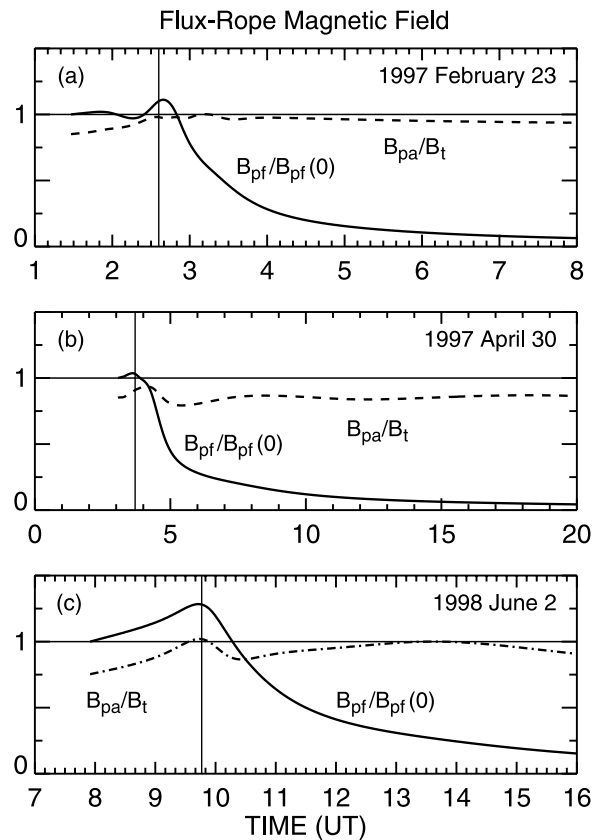 Flux-Rope Magnetic Field
(a)
1997 February 23
1
B_pa/B_t
B_pf/B_pf(0)
0
1 2 3 4 5 6 7 8
(b)
1997 April 30
1
B_pa/B_t
B_pf/B_pf(0)
0
0 5 10 15 20
(c)
1998 June 2
1
B_pa/B_t
B_pf/B_pf(0)
0
7 8 9 10 11 12 13 14 15 16
TIME (UT)